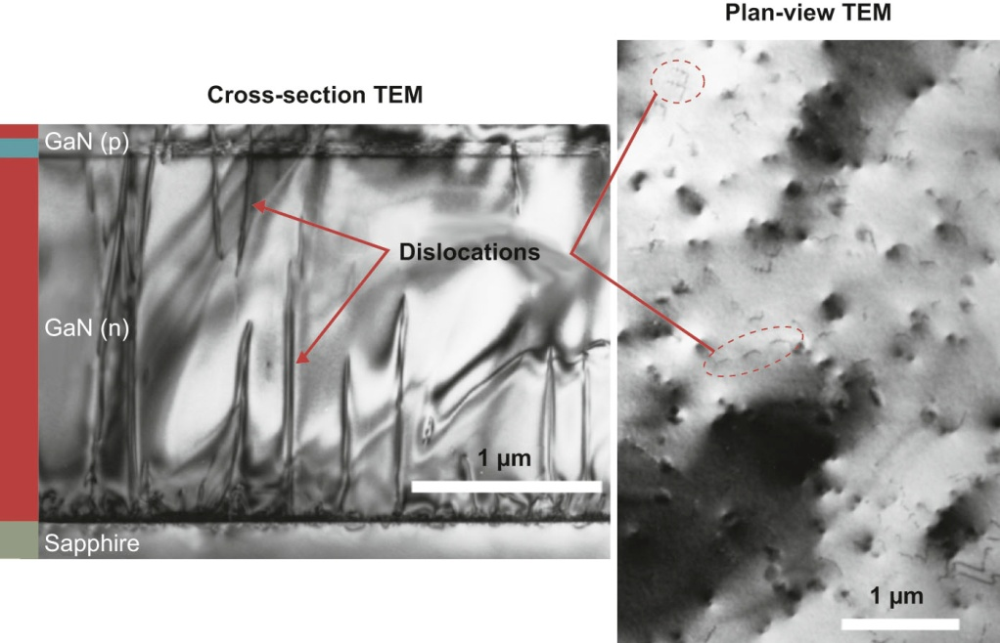 Plan-view TEM
Cross-section TEM
GaN (p)
Dislocations
GaN (n)
1 µm
Sapphire
1 µm